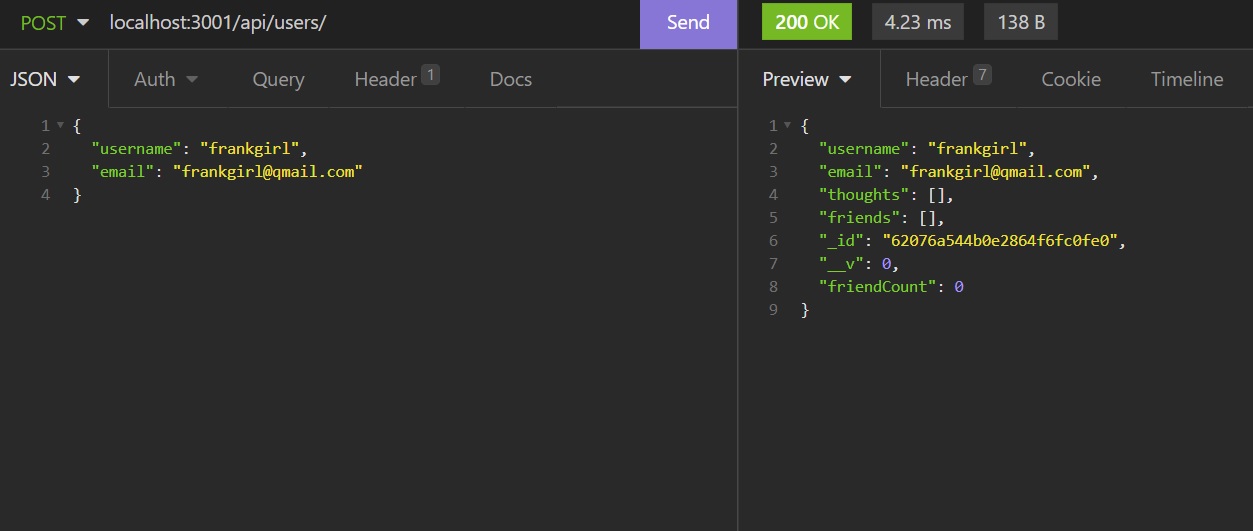 POST localhost:3001/api/users/ Send 200 OK 4.23 ms 138 B
JSON Auth Query Header 1 Docs Preview Header 7 Cookie Timeline
1 {
2 "username": "frankgirl",
3 "email": "frankgirl@qmail.com"
4 }
1 {
2 "username": "frankgirl",
3 "email": "frankgirl@qmail.com",
4 "thoughts": [],
5 "friends": [],
6 "_id": "62076a544b0e2864f6fc0fe0",
7 "__v": 0,
8 "friendCount": 0
9 }